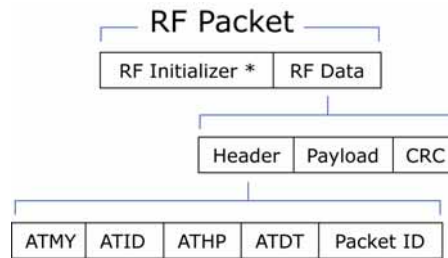 RF Packet
RF Initializer * RF Data
Header Payload CRC
ATMY ATID ATHP ATDT Packet ID